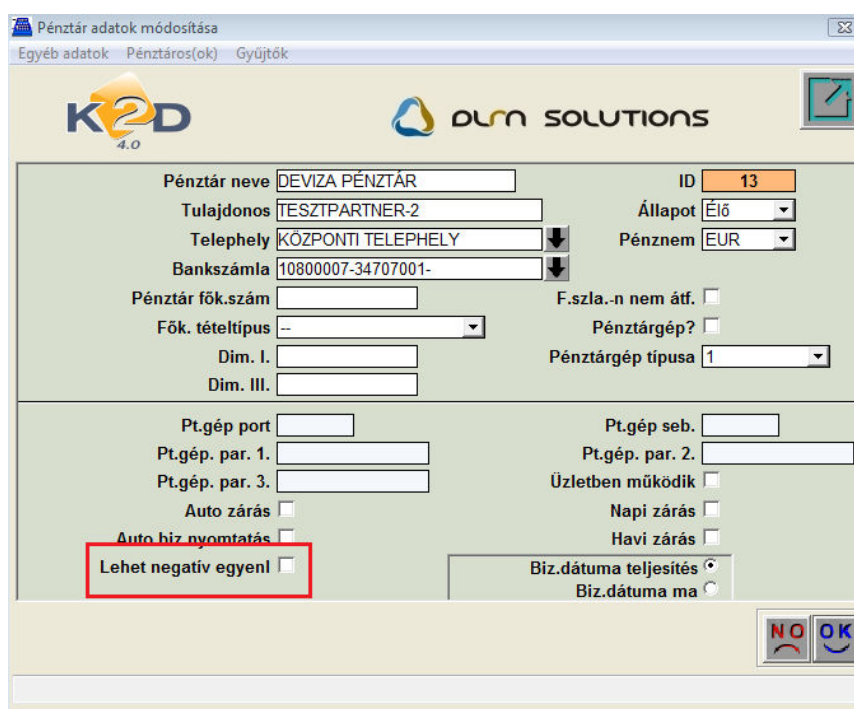 Pénztár adatok módosítása
Egyéb adatok Pénztáros(ok) Gyűjtők
K2D
4.0
DLM SOLUTIONS
Pénztár neve DEVIZA PÉNZTÁR ID 13
Tulajdonos TESZTPARTNER-2 Állapot Élő
Telephely KÖZPONTI TELEPHELY Pénznem EUR
Bankszámla 10800007-34707001-
Pénztár fők.szám F.szla.-n nem átf.
Fők. tételtípus -- Pénztárgép?
Dim. I. Pénztárgép típusa 1
Dim. III.
Pt.gép port Pt.gép seb.
Pt.gép. par. 1. Pt.gép. par. 2.
Pt.gép. par. 3. Üzletben működik
Auto zárás Napi zárás
Auto biz nyomtatás Havi zárás
Lehet negatív egyenl Biz.dátuma teljesítés
Biz.dátuma ma
NO OK